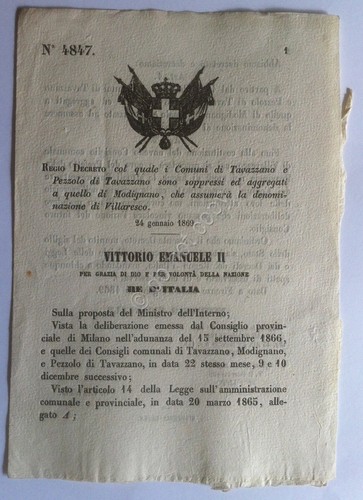 N° 4847. 1
REGIO DECRETO col quale i Comuni di Tavazzano e
Pezzolo di Tavazzano sono soppressi ed aggregati
a quello di Modignano, che assumerà la denomi-
nazione di Villavesco.
24 gennaio 1869
VITTORIO EMANUELE II
PER GRAZIA DI DIO E PER VOLONTÀ DELLA NAZIONE
RE D'ITALIA
Sulla proposta del Ministro dell'Interno;
Vista la deliberazione emessa dal Consiglio provin-
ciale di Milano nell'adunanza del 15 settembre 1866,
e quelle dei Consigli comunali di Tavazzano, Modignano,
e Pezzolo di Tavazzano, in data 22 stesso mese, 9 e 10
dicembre successivo;
Visto l'articolo 14 della Legge sull'amministrazione
comunale e provinciale, in data 20 marzo 1865, alle-
gato A;